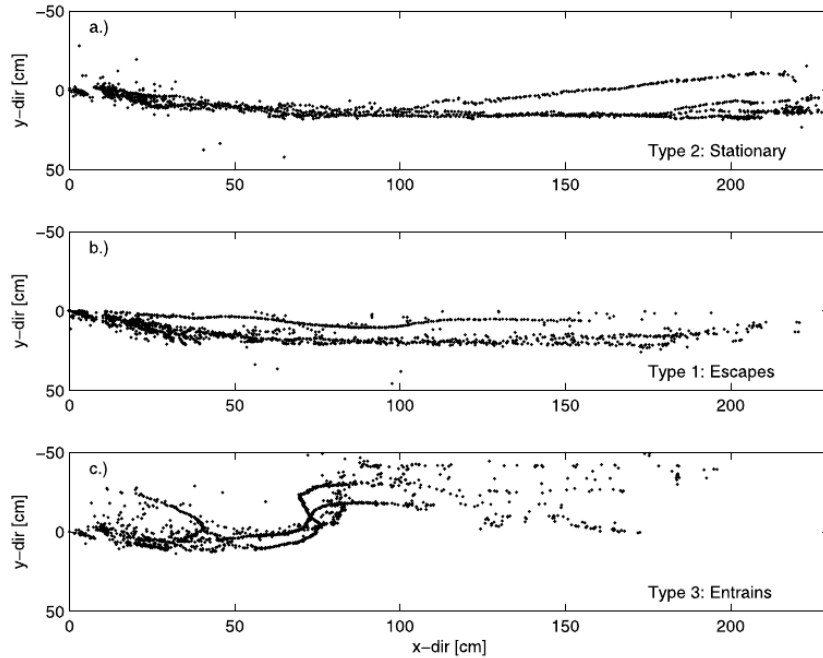 a.)
−50
0
50
y−dir [cm]
Type 2: Stationary
0 50 100 150 200
b.)
−50
0
50
y−dir [cm]
Type 1: Escapes
0 50 100 150 200
c.)
−50
0
50
y−dir [cm]
Type 3: Entrains
0 50 100 150 200
x−dir [cm]